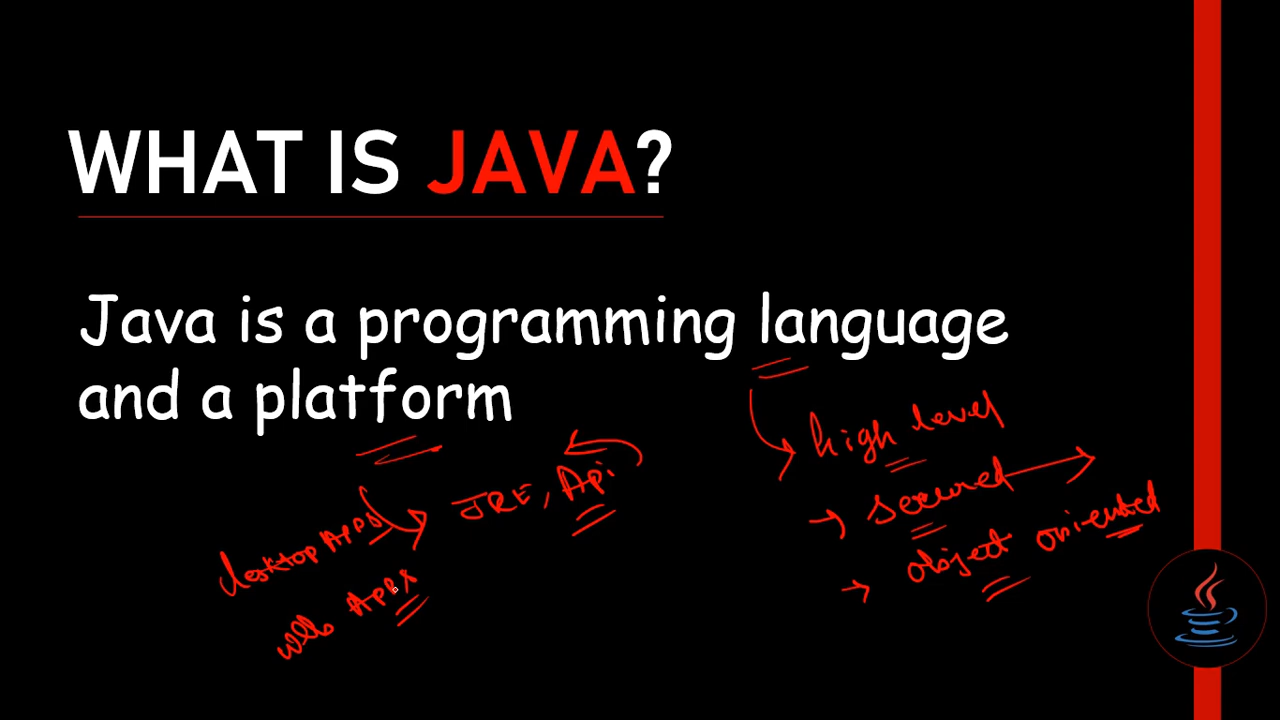 WHAT IS JAVA?
Java is a programming language
and a platform
high level
JRE, Api
secured
desktop APPs
object oriented
web APPs